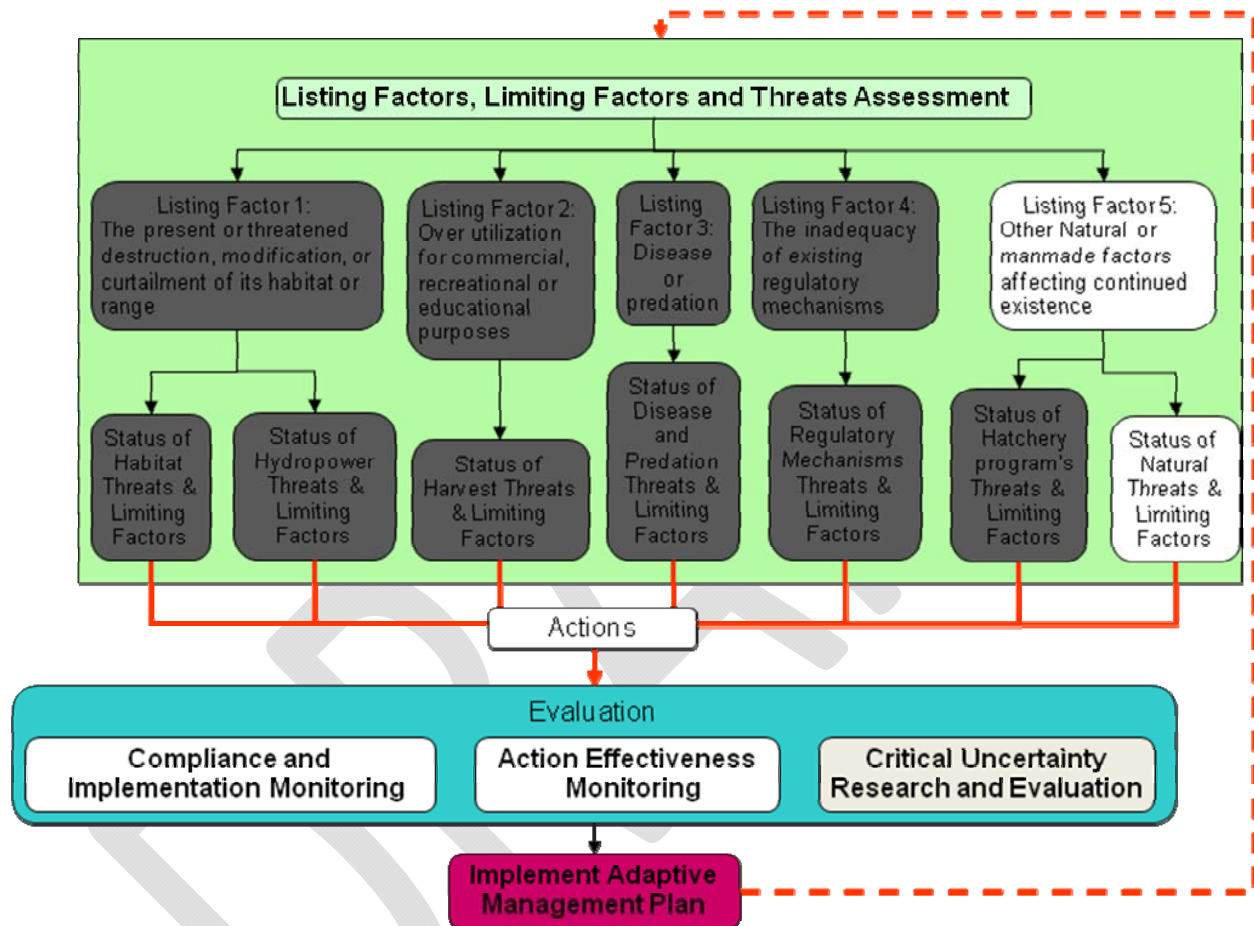 Listing Factors, Limiting Factors and Threats Assessment
Listing Factor 1:
The present or threatened
destruction, modification, or
curtailment of its habitat or
range
Listing Factor 2:
Over utilization
for commercial,
recreational or
educational
purposes
Listing
Factor 3:
Disease
or
predation
Listing Factor 4:
The inadequacy
of existing
regulatory
mechanisms
Listing Factor 5:
Other Natural or
manmade factors
affecting continued
existence
Status of
Habitat
Threats &
Limiting
Factors
Status of
Hydropower
Threats &
Limiting
Factors
Status of
Harvest Threats
& Limiting
Factors
Status of
Disease
and
Predation
Threats &
Limiting
Factors
Status of
Regulatory
Mechanisms
Threats &
Limiting
Factors
Status of
Hatchery
program's
Threats &
Limiting
Factors
Status of
Natural
Threats &
Limiting
Factors
Actions
Evaluation
Compliance and
Implementation Monitoring
Action Effectiveness
Monitoring
Critical Uncertainty
Research and Evaluation
Implement Adaptive
Management Plan